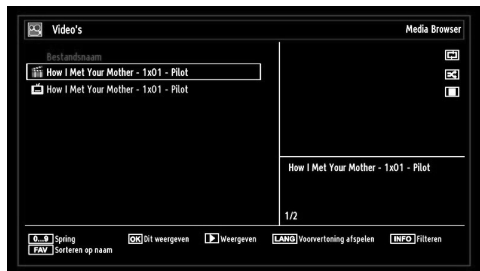 Video's
Media Browser
Bestandsnaam
How I Met Your Mother - 1x01 - Pilot
How I Met Your Mother - 1x01 - Pilot
How I Met Your Mother - 1x01 - Pilot
1/2
0...9 Spring OK Dit weergeven Weergeven LANG Voorvertoning afspelen INFO Filteren
FAV Sorteren op naam